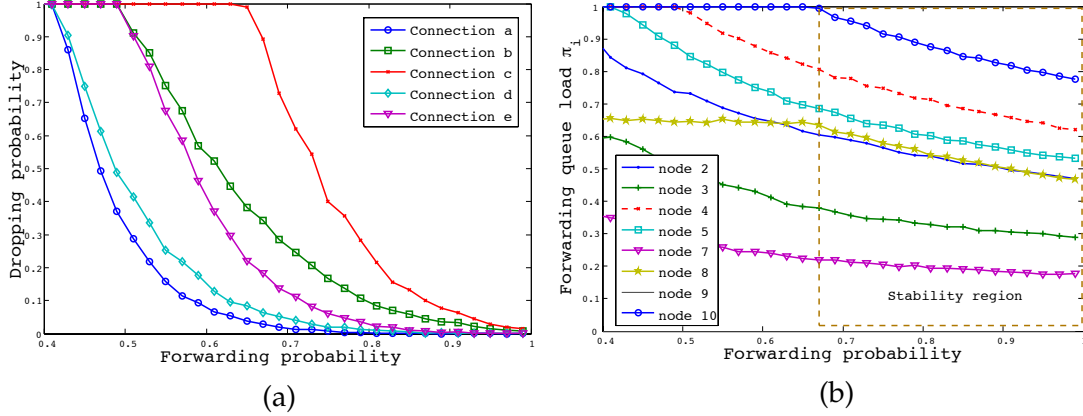 1
0.9
0.8
0.7
0.6
0.5
0.4
0.3
0.2
0.1
0
0.4
0.5
0.6
0.7
0.8
0.9
1
Dropping probability
Forwarding probability
Connection a
Connection b
Connection c
Connection d
Connection e
(a)
1
0.9
0.8
0.7
0.6
0.5
0.4
0.3
0.2
0.1
0
0.4
0.5
0.6
0.7
0.8
0.9
1
Forwarding queue load π_i
Forwarding probability
node 2
node 3
node 4
node 5
node 7
node 8
node 9
node 10
Stability region
(b)